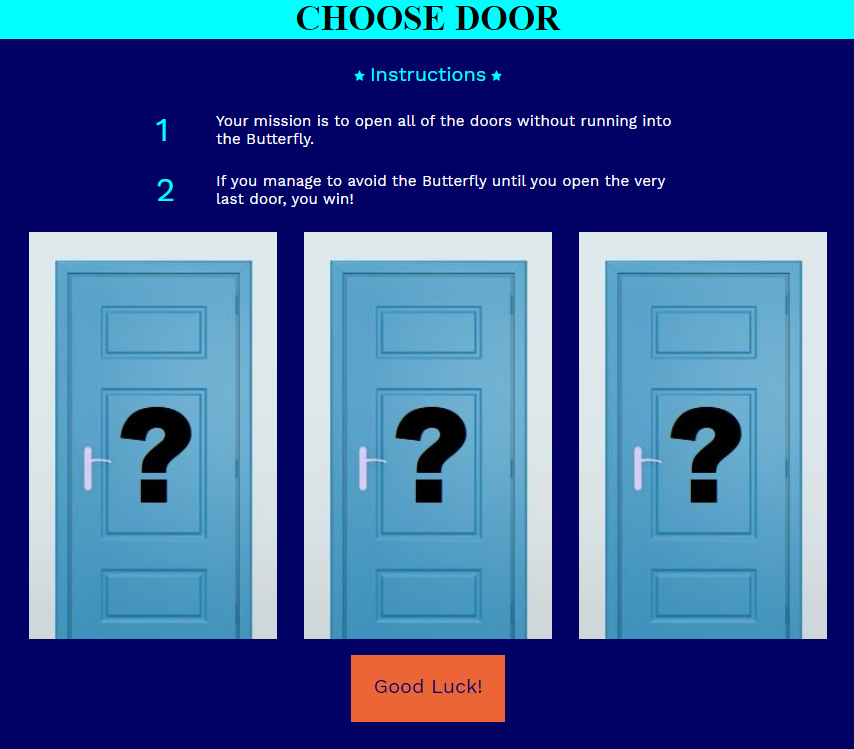 CHOOSE DOOR
Instructions
1
Your mission is to open all of the doors without running into
the Butterfly.
2
If you manage to avoid the Butterfly until you open the very
last door, you win!
? ? ?
Good Luck!